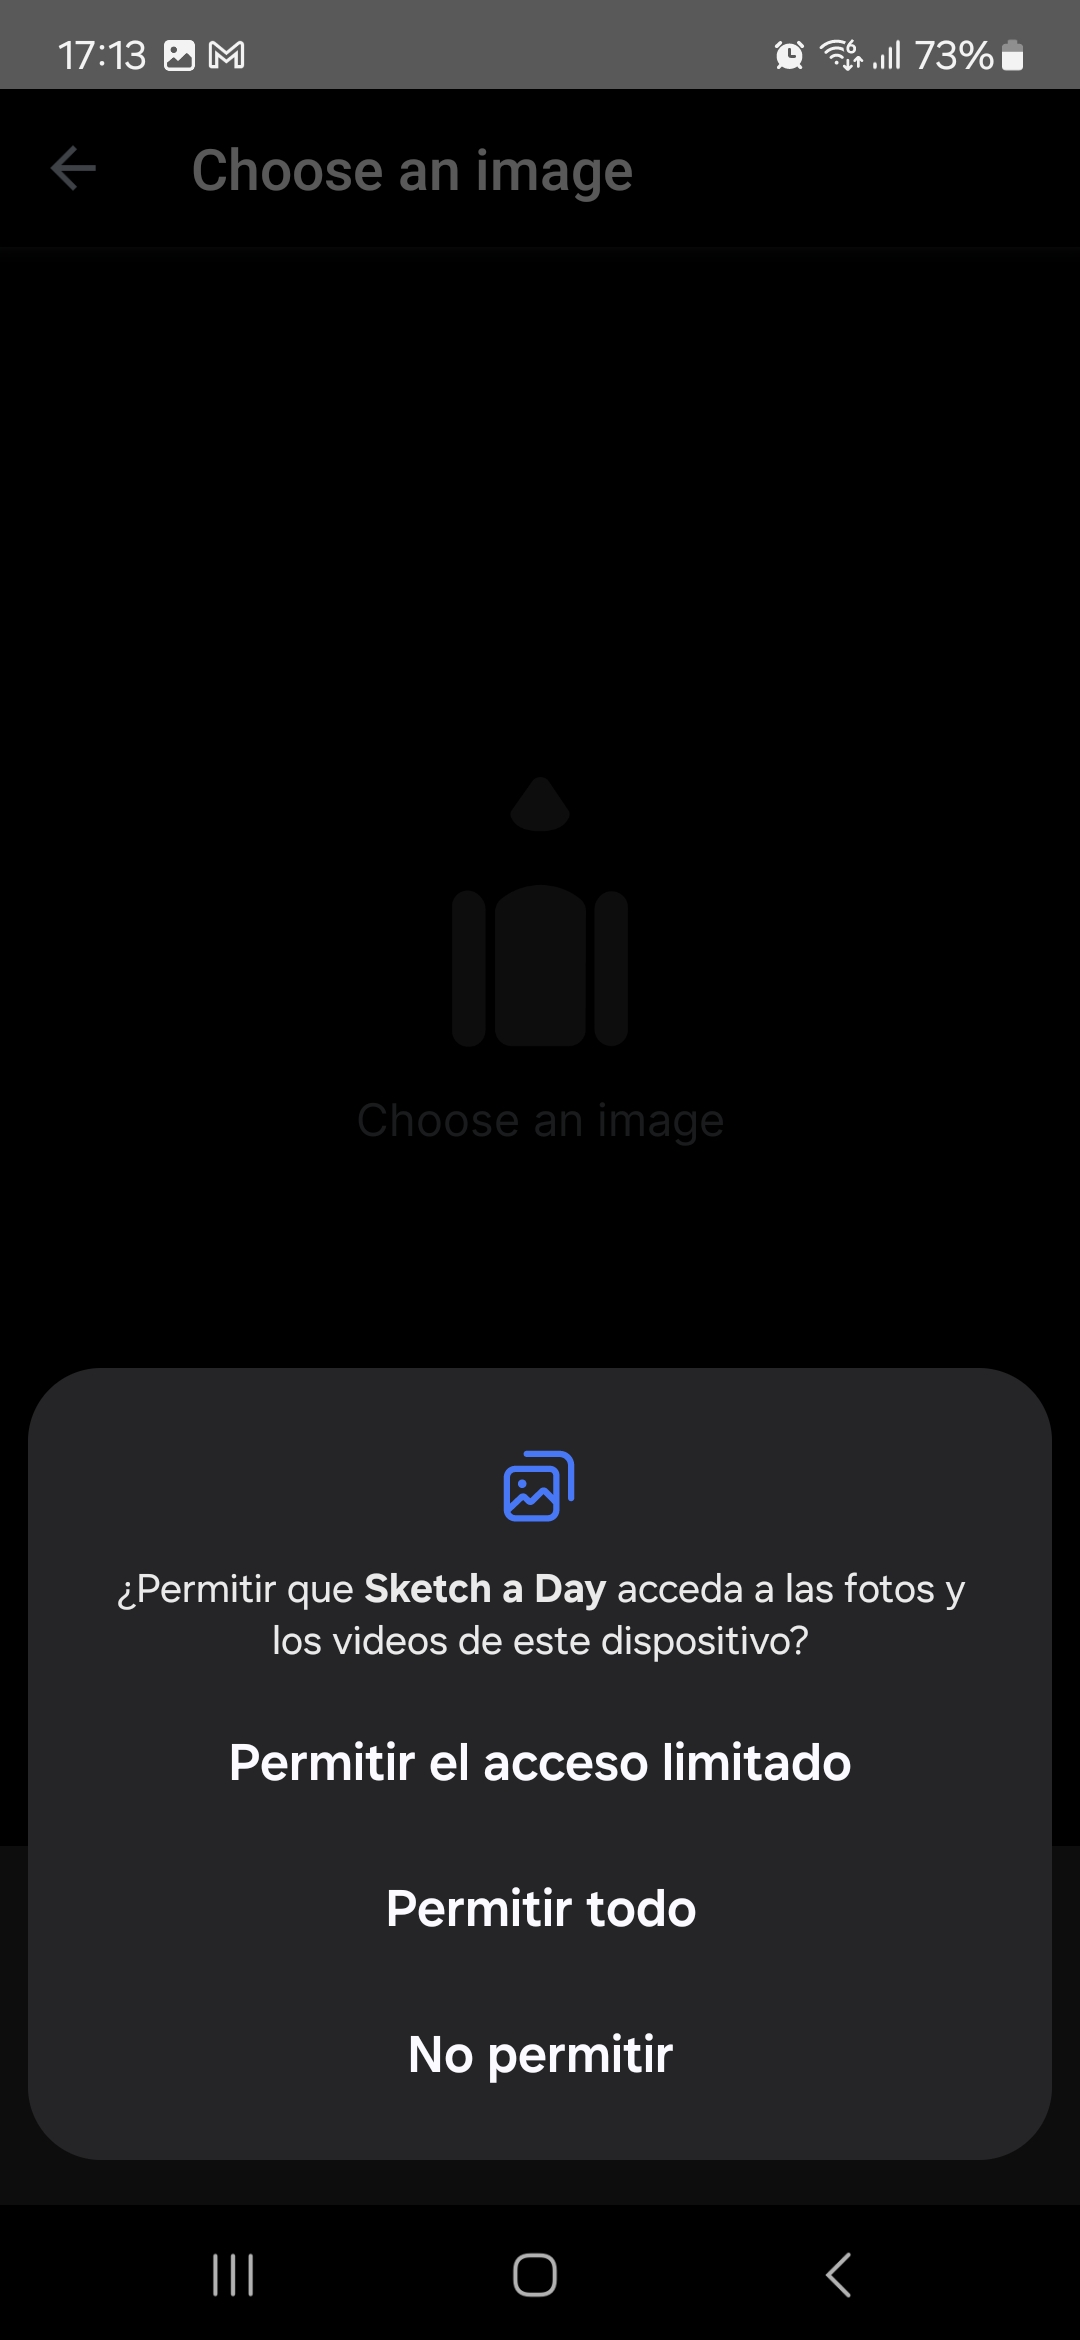 17:13
73%
Choose an image
Choose an image
¿Permitir que Sketch a Day acceda a las fotos y
los videos de este dispositivo?
Permitir el acceso limitado
Permitir todo
No permitir